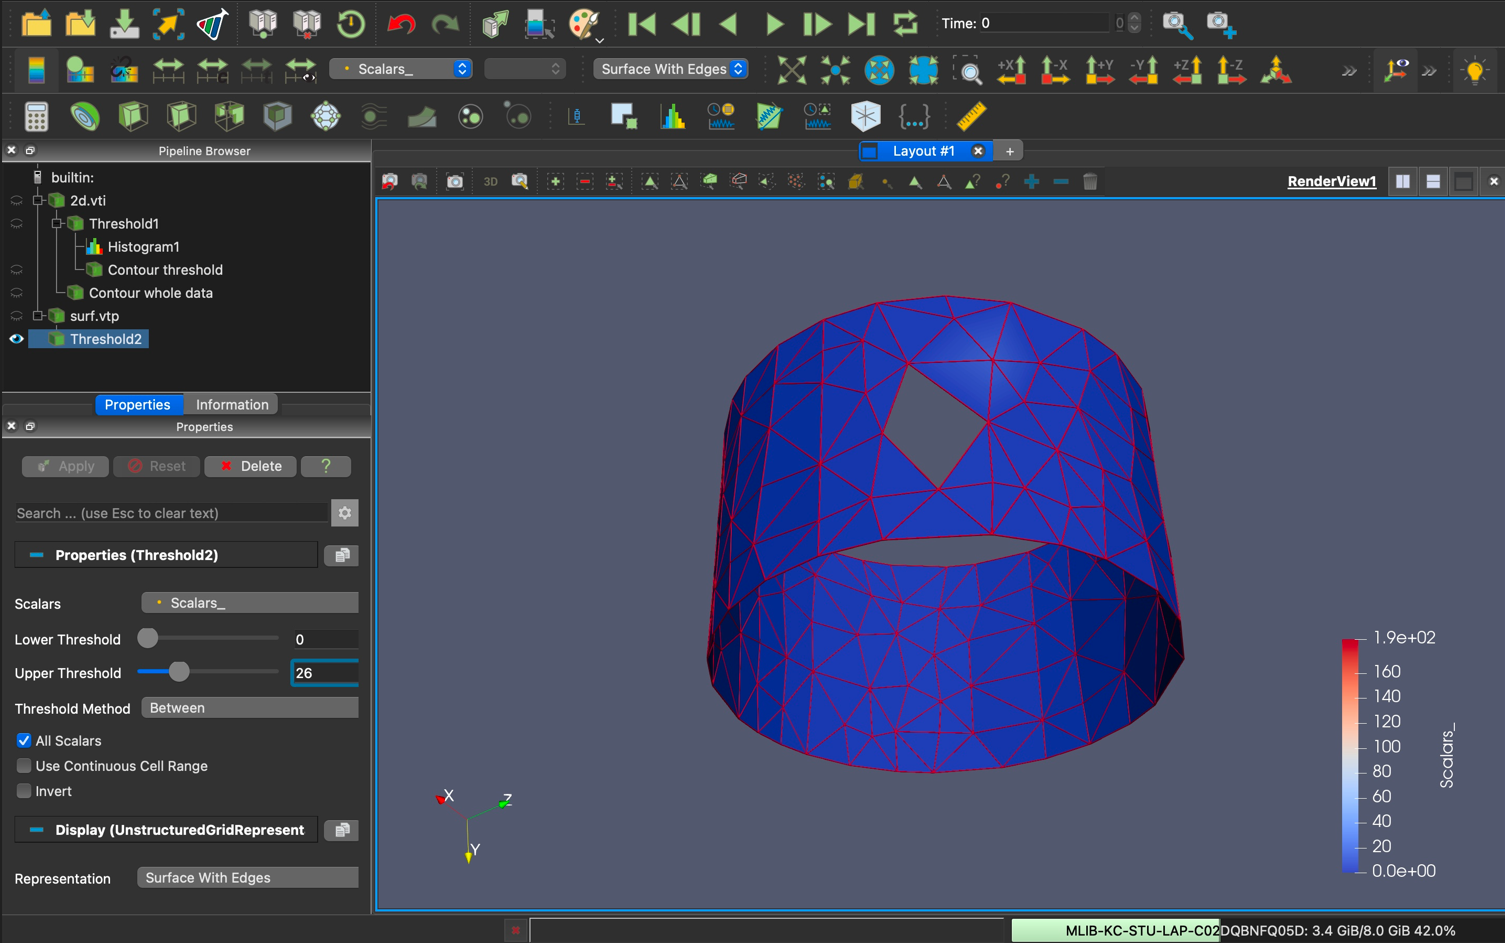 Time: 0
0
Scalars_
Surface With Edges
+X
-X
+Y
-Y
+Z
-Z
Pipeline Browser
Layout #1
+
builtin:
3D
RenderView1
2d.vti
Threshold1
Histogram1
Contour threshold
Contour whole data
surf.vtp
Threshold2
Properties
Information
Properties
Apply
Reset
Delete
?
Search ... (use Esc to clear text)
Properties (Threshold2)
Scalars
Scalars_
Lower Threshold
0
Upper Threshold
26
Threshold Method
Between
All Scalars
Use Continuous Cell Range
Invert
Display (UnstructuredGridRepresent
Representation
Surface With Edges
X
Z
Y
1.9e+02
160
140
120
100
80
60
40
20
0.0e+00
Scalars_
MLIB-KC-STU-LAP-C02DQBNFQ05D: 3.4 GiB/8.0 GiB 42.0%